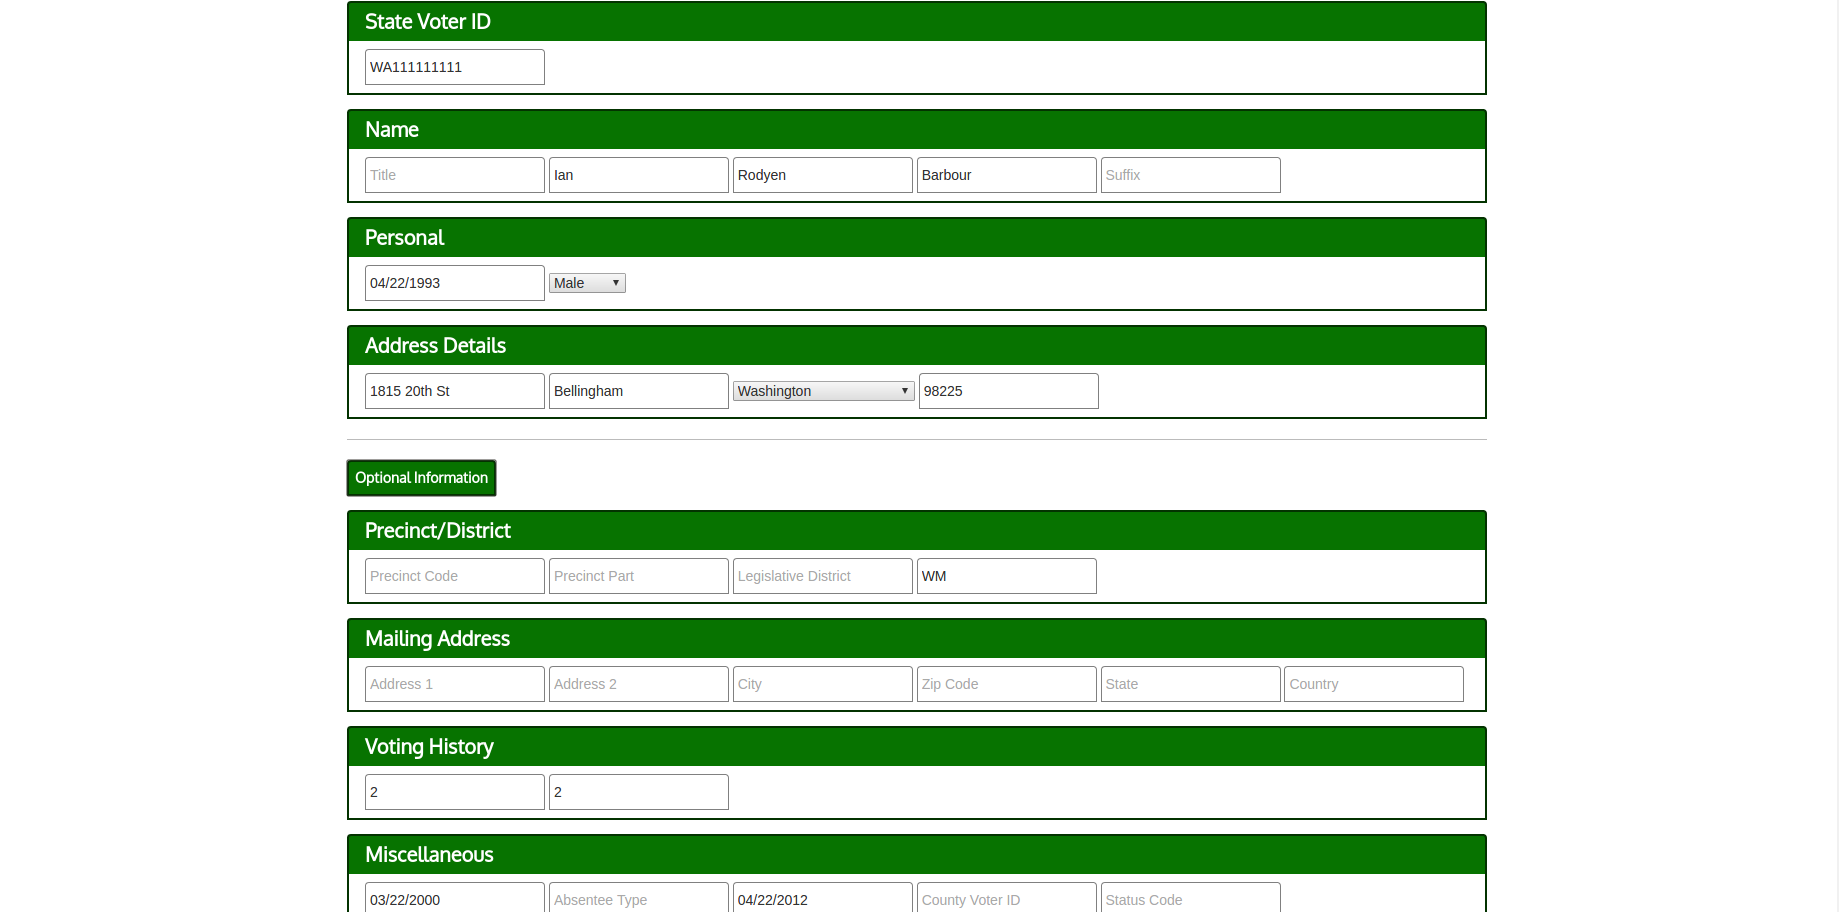 State Voter ID
WA111111111
Name
Title Ian Rodyen Barbour Suffix
Personal
04/22/1993 Male
Address Details
1815 20th St Bellingham Washington 98225
Optional Information
Precinct/District
Precinct Code Precinct Part Legislative District WM
Mailing Address
Address 1 Address 2 City Zip Code State Country
Voting History
2 2
Miscellaneous
03/22/2000 Absentee Type 04/22/2012 County Voter ID Status Code